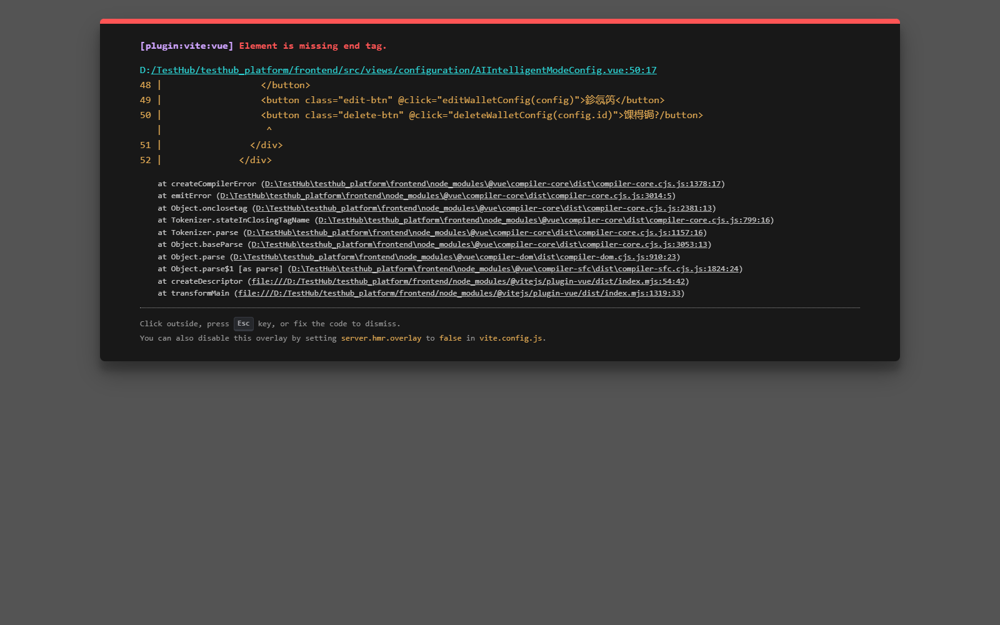 [plugin:vite:vue] Element is missing end tag.
D:/TestHub/testhub_platform/frontend/src/views/configuration/AIIntelligentModeConfig.vue:50:17
48 |                  </button>
49 |                  <button class="edit-btn" @click="editWalletConfig(config)">鉁忥笍</button>
50 |                  <button class="delete-btn" @click="deleteWalletConfig(config.id)">馃棏锔?/button>
   |                   ^
51 |                </div>
52 |              </div>
at createCompilerError (D:\TestHub\testhub_platform\frontend\node_modules\@vue\compiler-core\dist\compiler-core.cjs.js:1378:17)
at emitError (D:\TestHub\testhub_platform\frontend\node_modules\@vue\compiler-core\dist\compiler-core.cjs.js:3014:5)
at Object.onclosetag (D:\TestHub\testhub_platform\frontend\node_modules\@vue\compiler-core\dist\compiler-core.cjs.js:2381:13)
at Tokenizer.stateInClosingTagName (D:\TestHub\testhub_platform\frontend\node_modules\@vue\compiler-core\dist\compiler-core.cjs.js:799:16)
at Tokenizer.parse (D:\TestHub\testhub_platform\frontend\node_modules\@vue\compiler-core\dist\compiler-core.cjs.js:1157:16)
at Object.baseParse (D:\TestHub\testhub_platform\frontend\node_modules\@vue\compiler-core\dist\compiler-core.cjs.js:3053:13)
at Object.parse (D:\TestHub\testhub_platform\frontend\node_modules\@vue\compiler-dom\dist\compiler-dom.cjs.js:910:23)
at Object.parse$1 [as parse] (D:\TestHub\testhub_platform\frontend\node_modules\@vue\compiler-sfc\dist\compiler-sfc.cjs.js:1824:24)
at createDescriptor (file:///D:/TestHub/testhub_platform/frontend/node_modules/@vitejs/plugin-vue/dist/index.mjs:54:42)
at transformMain (file:///D:/TestHub/testhub_platform/frontend/node_modules/@vitejs/plugin-vue/dist/index.mjs:1319:33)
Click outside, press Esc key, or fix the code to dismiss.
You can also disable this overlay by setting server.hmr.overlay to false in vite.config.js.